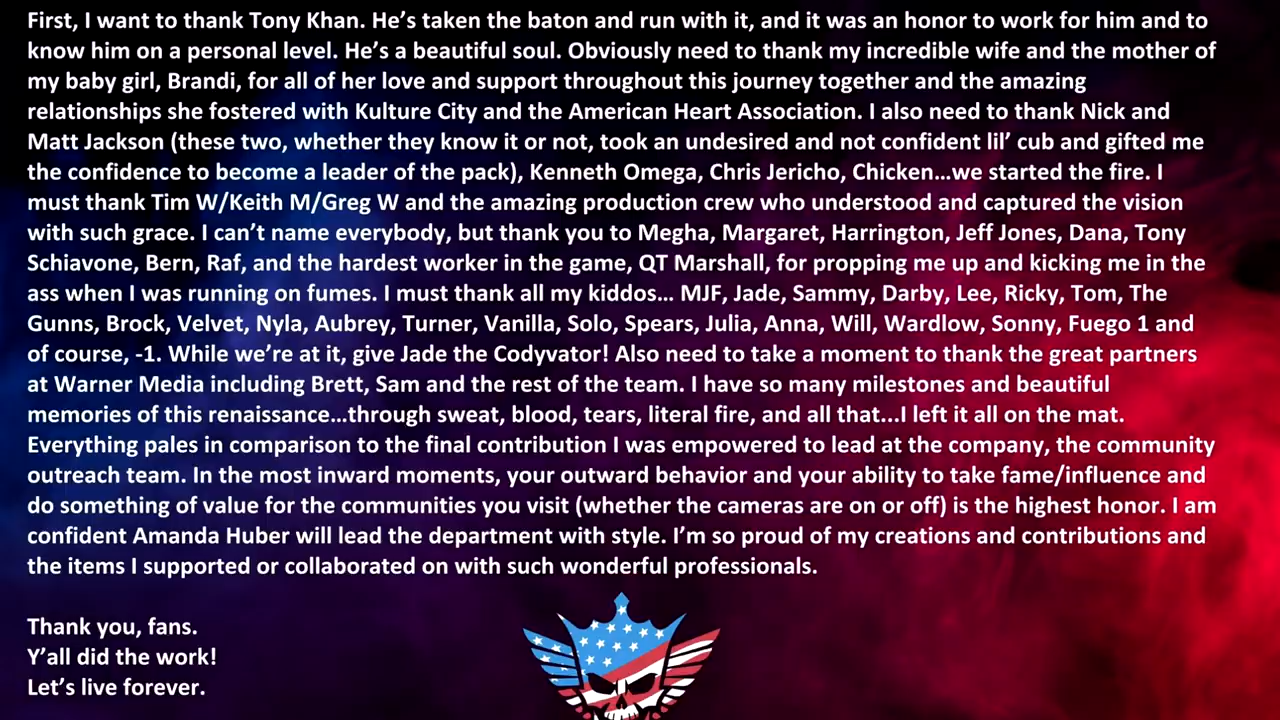 First, I want to thank Tony Khan. He’s taken the baton and run with it, and it was an honor to work for him and to
know him on a personal level. He’s a beautiful soul. Obviously need to thank my incredible wife and the mother of
my baby girl, Brandi, for all of her love and support throughout this journey together and the amazing
relationships she fostered with Kulture City and the American Heart Association. I also need to thank Nick and
Matt Jackson (these two, whether they know it or not, took an undesired and not confident lil’ cub and gifted me
the confidence to become a leader of the pack), Kenneth Omega, Chris Jericho, Chicken…we started the fire. I
must thank Tim W/Keith M/Greg W and the amazing production crew who understood and captured the vision
with such grace. I can’t name everybody, but thank you to Megha, Margaret, Harrington, Jeff Jones, Dana, Tony
Schiavone, Bern, Raf, and the hardest worker in the game, QT Marshall, for propping me up and kicking me in the
ass when I was running on fumes. I must thank all my kiddos… MJF, Jade, Sammy, Darby, Lee, Ricky, Tom, The
Gunns, Brock, Velvet, Nyla, Aubrey, Turner, Vanilla, Solo, Spears, Julia, Anna, Will, Wardlow, Sonny, Fuego 1 and
of course, -1. While we’re at it, give Jade the Codyvator! Also need to take a moment to thank the great partners
at Warner Media including Brett, Sam and the rest of the team. I have so many milestones and beautiful
memories of this renaissance…through sweat, blood, tears, literal fire, and all that...I left it all on the mat.
Everything pales in comparison to the final contribution I was empowered to lead at the company, the community
outreach team. In the most inward moments, your outward behavior and your ability to take fame/influence and
do something of value for the communities you visit (whether the cameras are on or off) is the highest honor. I am
confident Amanda Huber will lead the department with style. I’m so proud of my creations and contributions and
the items I supported or collaborated on with such wonderful professionals.
Thank you, fans.
Y’all did the work!
Let’s live forever.